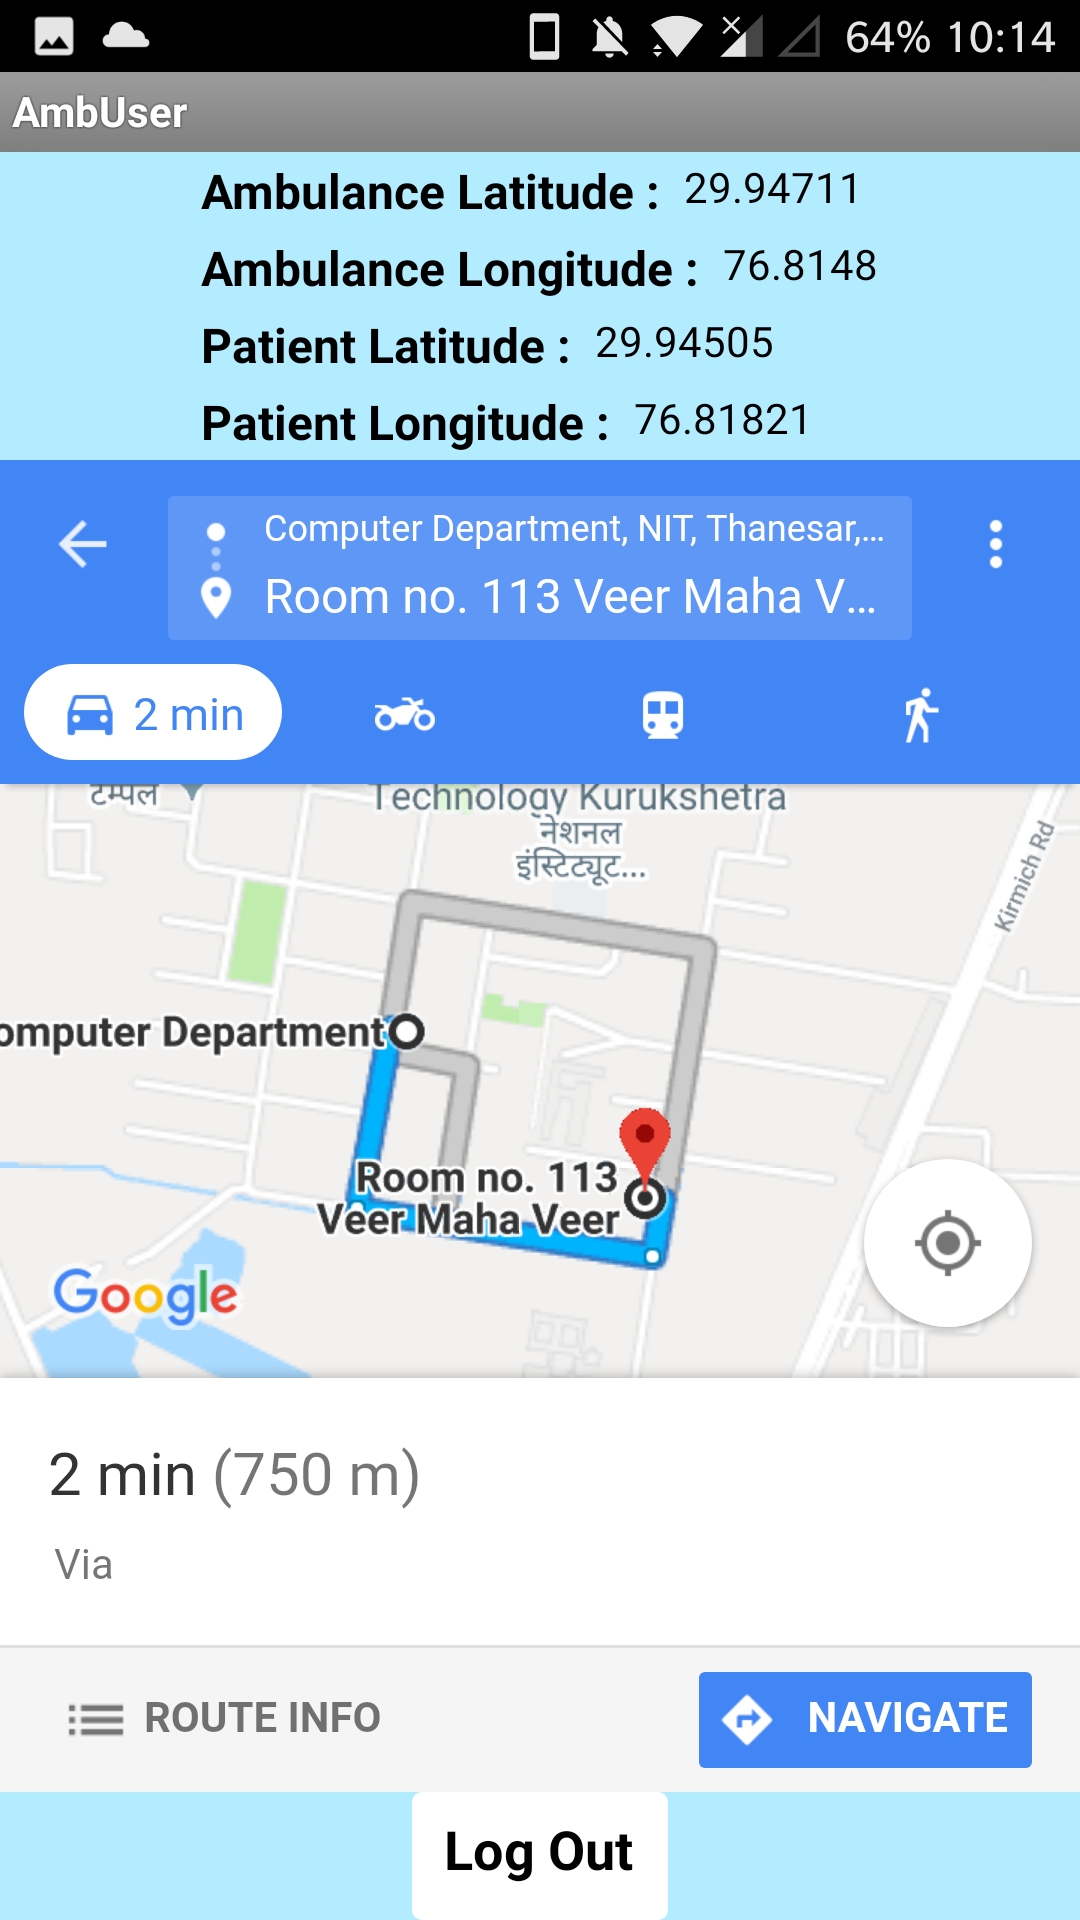 64% 10:14
AmbUser
Ambulance Latitude : 29.94711
Ambulance Longitude : 76.8148
Patient Latitude : 29.94505
Patient Longitude : 76.81821
Computer Department, NIT, Thanesar,...
Room no. 113 Veer Maha V...
2 min
टेम्पल
Technology Kurukshetra
नेशनल
इंस्टिट्यूट...
Kirmich Rd
omputer Department
Room no. 113
Veer Maha Veer
Google
2 min (750 m)
Via
ROUTE INFO
NAVIGATE
Log Out